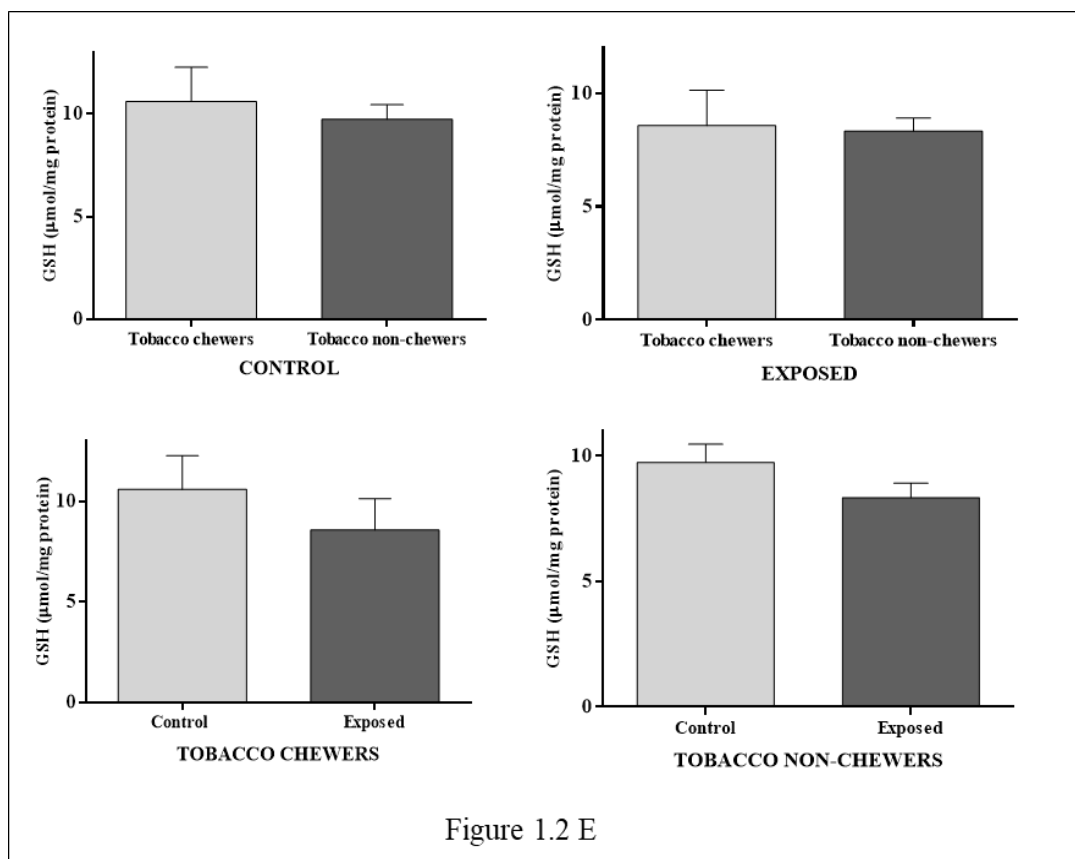 GSH (µmol/mg protein)
10
5
0
Tobacco chewers
Tobacco non-chewers
CONTROL
GSH (µmol/mg protein)
10
5
0
Tobacco chewers
Tobacco non-chewers
EXPOSED
GSH (µmol/mg protein)
10
5
0
Control
Exposed
TOBACCO CHEWERS
GSH (µmol/mg protein)
10
5
0
Control
Exposed
TOBACCO NON-CHEWERS
Figure 1.2 E